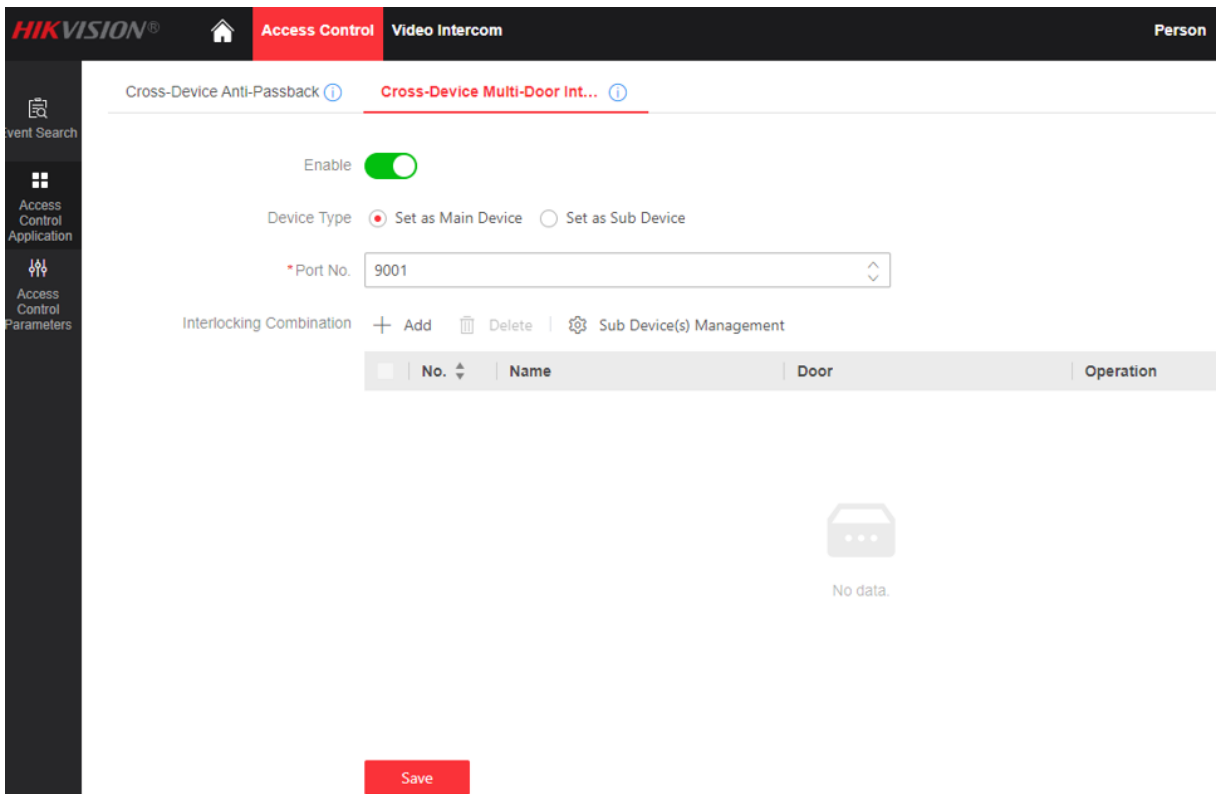 HIKVISION®
Access Control
Video Intercom
Person
Event Search
Access
Control
Application
Access
Control
Parameters
Cross-Device Anti-Passback
Cross-Device Multi-Door Int...
Enable
Device Type Set as Main Device Set as Sub Device
*Port No. 9001
Interlocking Combination + Add Delete Sub Device(s) Management
No. Name Door Operation
No data.
Save